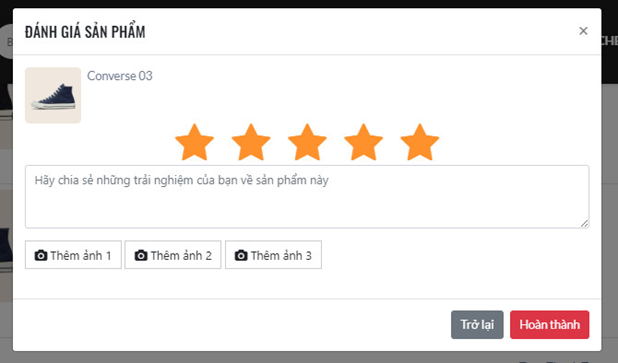 ĐÁNH GIÁ SẢN PHẨM ×
Converse 03
Hãy chia sẻ những trải nghiệm của bạn về sản phẩm này
Thêm ảnh 1 Thêm ảnh 2 Thêm ảnh 3
Trở lại Hoàn thành